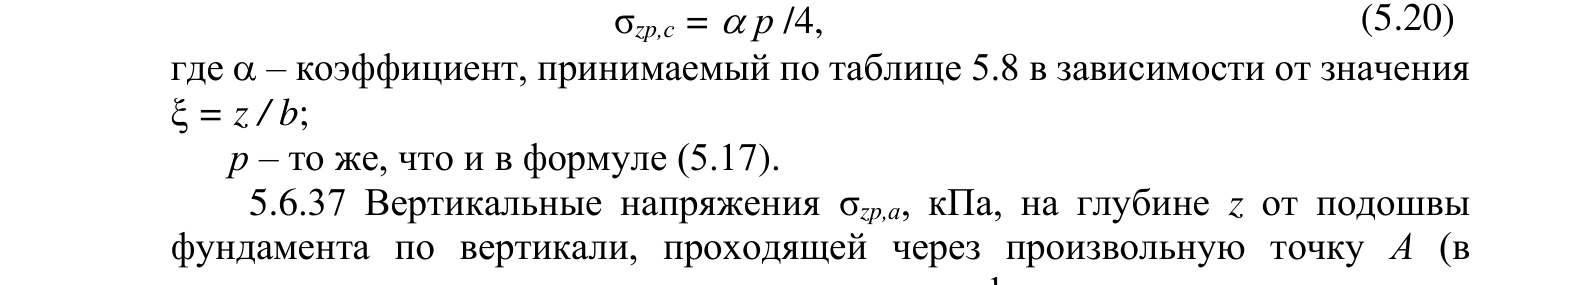 σzp,c = α p /4, (5.20)
где α – коэффициент, принимаемый по таблице 5.8 в зависимости от значения
ξ = z / b;
p – то же, что и в формуле (5.17).
5.6.37 Вертикальные напряжения σzp,a, кПа, на глубине z от подошвы
фундамента по вертикали, проходящей через произвольную точку A (в